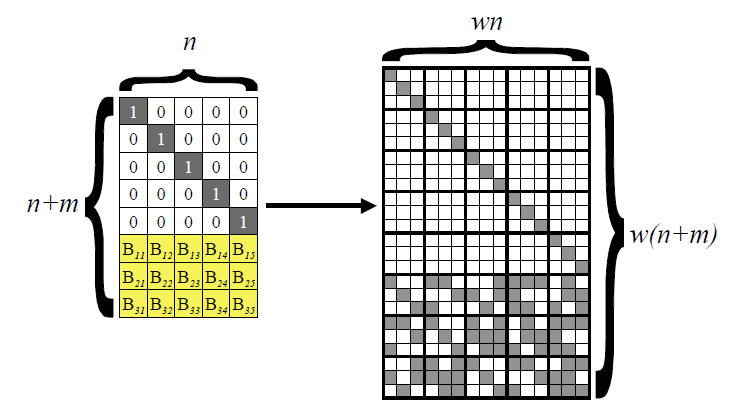 n
wn
1 0 0 0 0
0 1 0 0 0
0 0 1 0 0
0 0 0 1 0
0 0 0 0 1
B11 B12 B13 B14 B15
B21 B22 B23 B24 B25
B31 B32 B33 B34 B35
n+m
w(n+m)